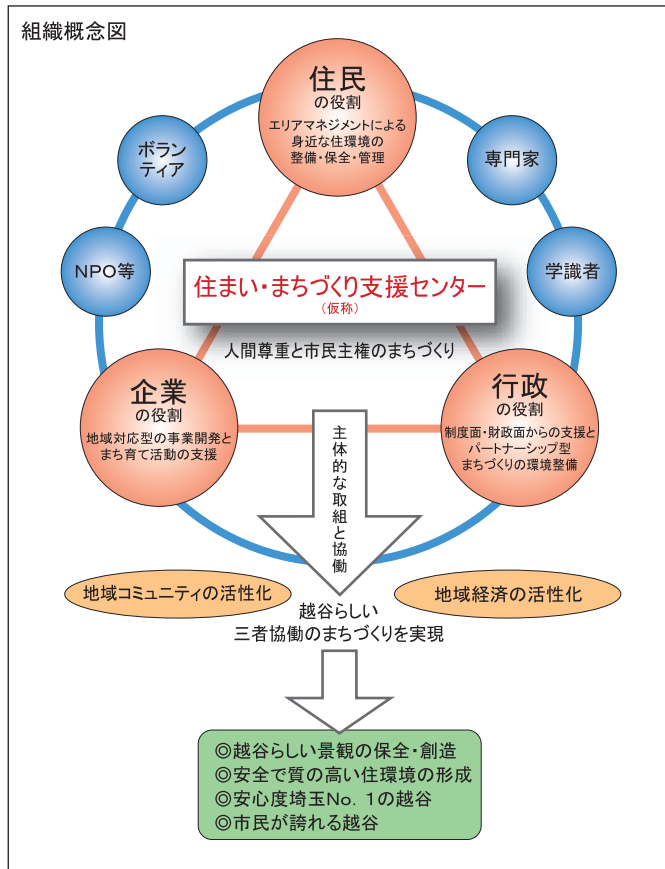 組織概念図
住民
の役割
エリアマネジメントによる
身近な住環境の
整備・保全・管理
ボラン
ティア
専門家
NPO等
学識者
住まい・まちづくり支援センター
（仮称）
人間尊重と市民主権のまちづくり
企業
の役割
地域対応型の事業開発と
まち育て活動の支援
行政
の役割
制度面・財政面からの支援と
パートナーシップ型
まちづくりの環境整備
主体的な取組と協働
地域コミュニティの活性化
地域経済の活性化
越谷らしい
三者協働のまちづくりを実現
◎越谷らしい景観の保全・創造
◎安全で質の高い住環境の形成
◎安心度埼玉No．1の越谷
◎市民が誇れる越谷